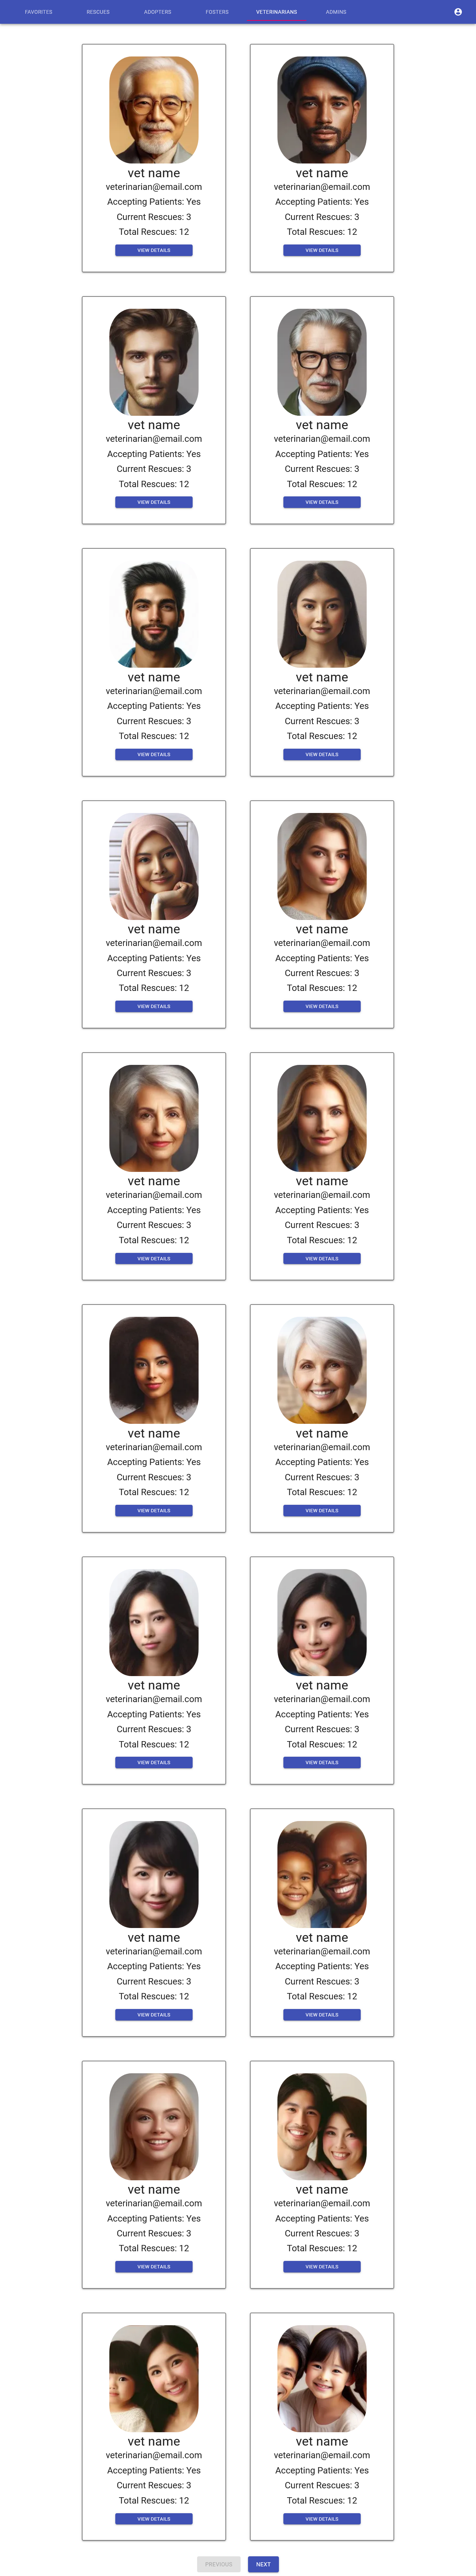 FAVORITES RESCUES ADOPTERS FOSTERS VETERINARIANS ADMINS
vet name vet name
veterinarian@email.com veterinarian@email.com
Accepting Patients: Yes Accepting Patients: Yes
Current Rescues: 3 Current Rescues: 3
Total Rescues: 12 Total Rescues: 12
VIEW DETAILS VIEW DETAILS
vet name vet name
veterinarian@email.com veterinarian@email.com
Accepting Patients: Yes Accepting Patients: Yes
Current Rescues: 3 Current Rescues: 3
Total Rescues: 12 Total Rescues: 12
VIEW DETAILS VIEW DETAILS
vet name vet name
veterinarian@email.com veterinarian@email.com
Accepting Patients: Yes Accepting Patients: Yes
Current Rescues: 3 Current Rescues: 3
Total Rescues: 12 Total Rescues: 12
VIEW DETAILS VIEW DETAILS
vet name vet name
veterinarian@email.com veterinarian@email.com
Accepting Patients: Yes Accepting Patients: Yes
Current Rescues: 3 Current Rescues: 3
Total Rescues: 12 Total Rescues: 12
VIEW DETAILS VIEW DETAILS
vet name vet name
veterinarian@email.com veterinarian@email.com
Accepting Patients: Yes Accepting Patients: Yes
Current Rescues: 3 Current Rescues: 3
Total Rescues: 12 Total Rescues: 12
VIEW DETAILS VIEW DETAILS
vet name vet name
veterinarian@email.com veterinarian@email.com
Accepting Patients: Yes Accepting Patients: Yes
Current Rescues: 3 Current Rescues: 3
Total Rescues: 12 Total Rescues: 12
VIEW DETAILS VIEW DETAILS
vet name vet name
veterinarian@email.com veterinarian@email.com
Accepting Patients: Yes Accepting Patients: Yes
Current Rescues: 3 Current Rescues: 3
Total Rescues: 12 Total Rescues: 12
VIEW DETAILS VIEW DETAILS
vet name vet name
veterinarian@email.com veterinarian@email.com
Accepting Patients: Yes Accepting Patients: Yes
Current Rescues: 3 Current Rescues: 3
Total Rescues: 12 Total Rescues: 12
VIEW DETAILS VIEW DETAILS
vet name vet name
veterinarian@email.com veterinarian@email.com
Accepting Patients: Yes Accepting Patients: Yes
Current Rescues: 3 Current Rescues: 3
Total Rescues: 12 Total Rescues: 12
VIEW DETAILS VIEW DETAILS
vet name vet name
veterinarian@email.com veterinarian@email.com
Accepting Patients: Yes Accepting Patients: Yes
Current Rescues: 3 Current Rescues: 3
Total Rescues: 12 Total Rescues: 12
VIEW DETAILS VIEW DETAILS
PREVIOUS NEXT